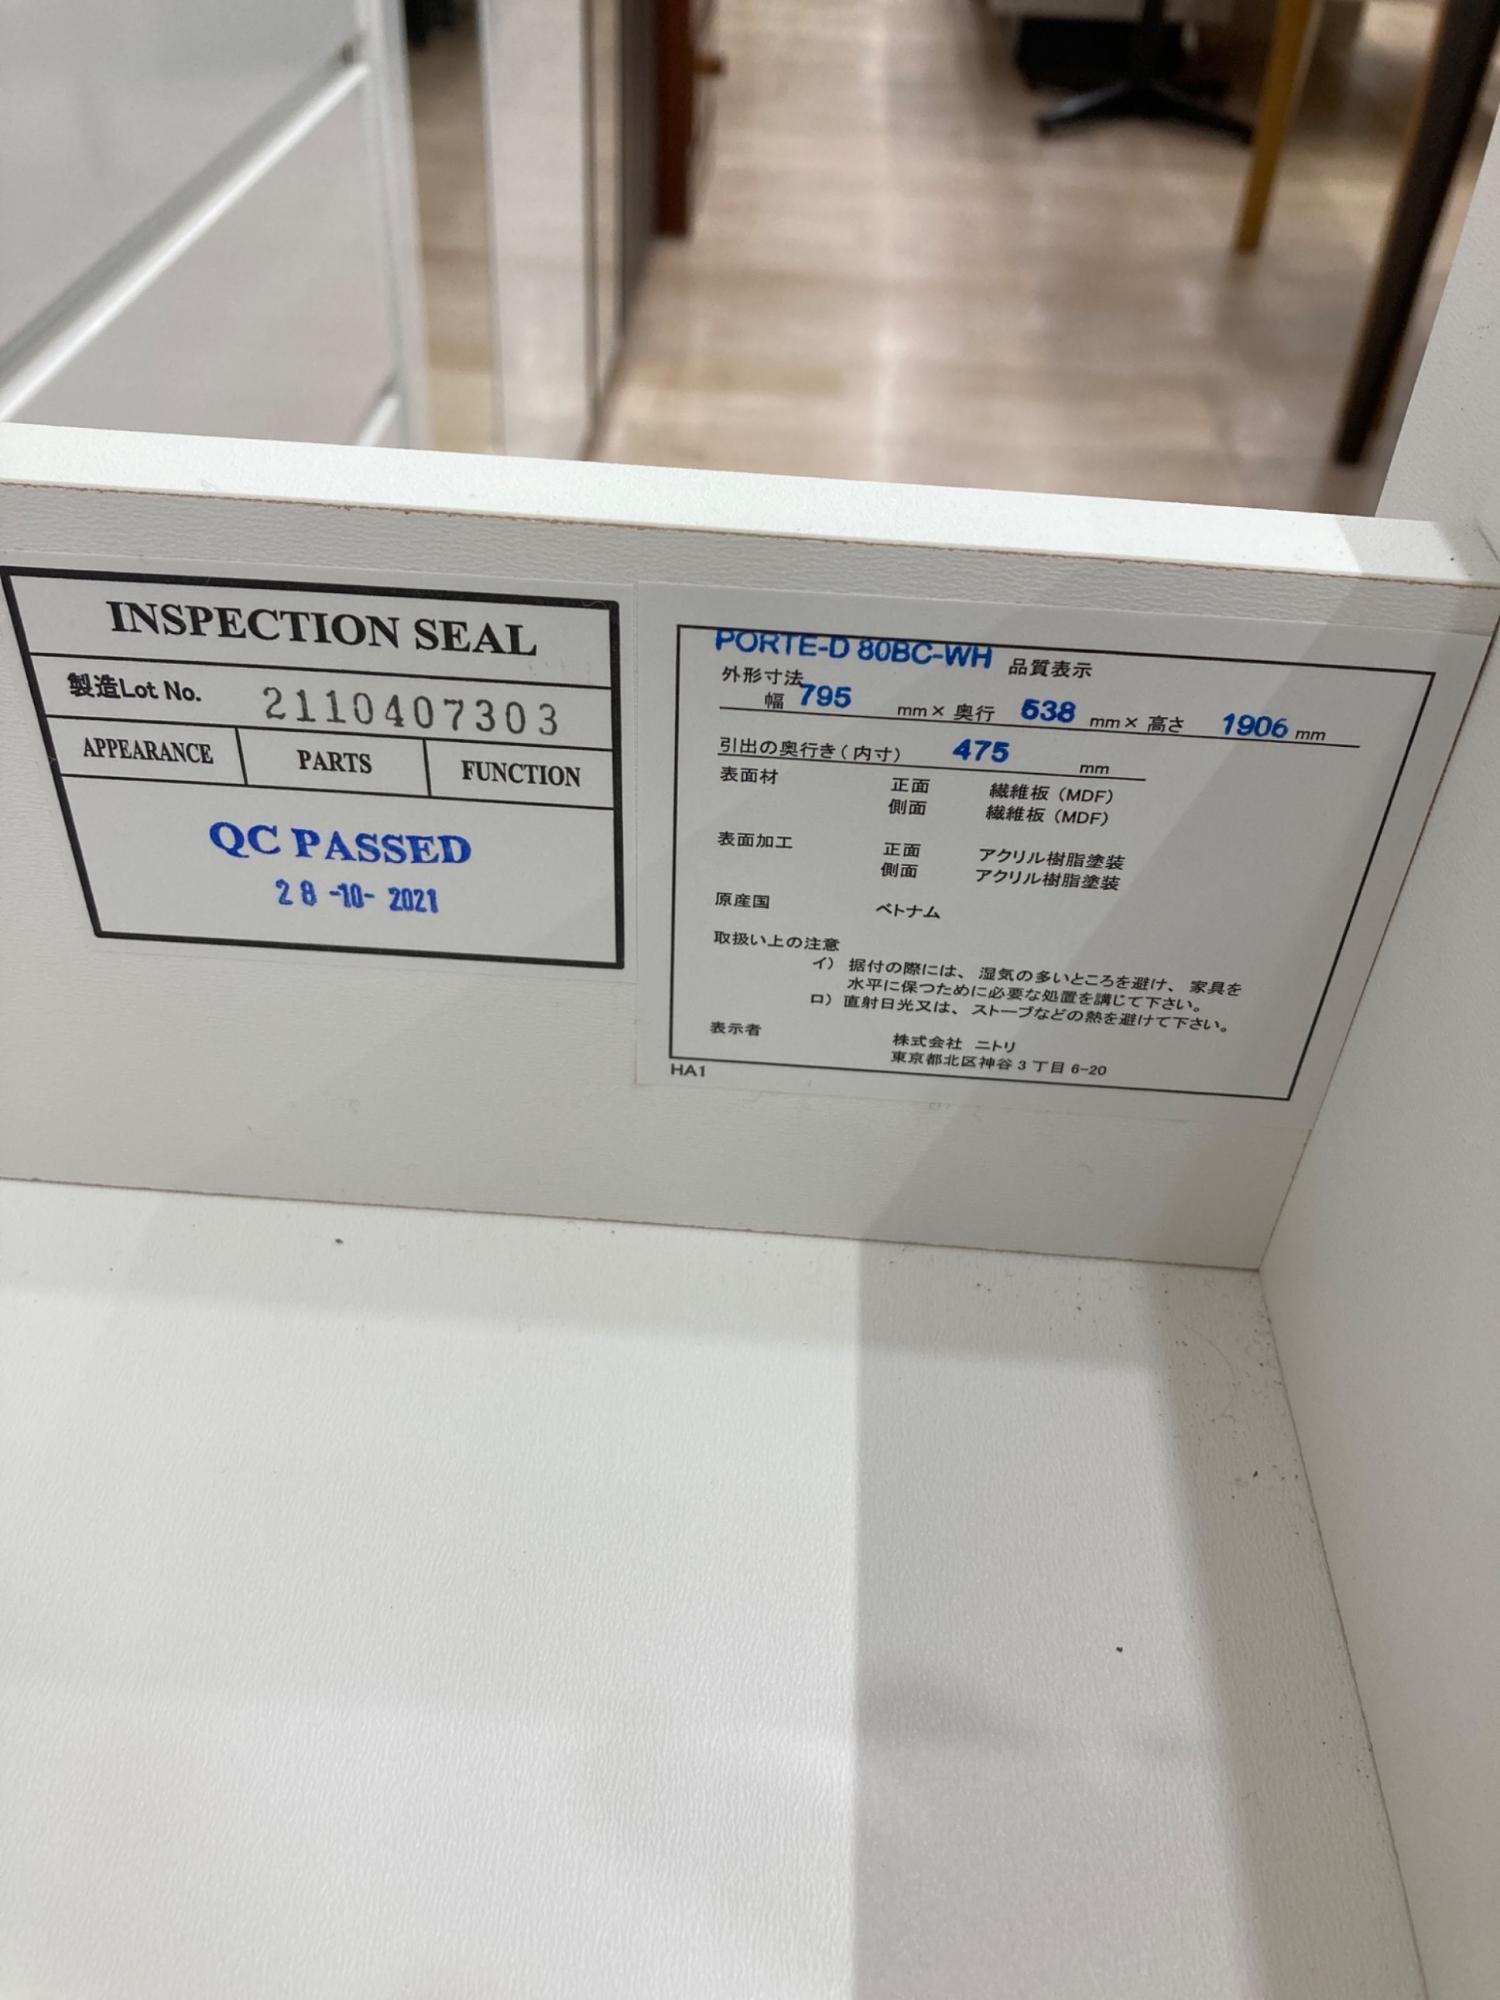 INSPECTION SEAL
製造Lot No. 2110407303
APPEARANCE PARTS FUNCTION
QC PASSED
28 -10- 2021
PORTE-D 80BC-WH 品質表示
外形寸法
幅 795 mm× 奥行 538 mm× 高さ 1906 mm
引出の奥行き(内寸) 475 mm
表面材 正面 繊維板 (MDF)
側面 繊維板 (MDF)
表面加工 正面 アクリル樹脂塗装
側面 アクリル樹脂塗装
原産国 ベトナム
取扱い上の注意
イ) 据付の際には、湿気の多いところを避け、家具を
水平に保つために必要な処置を講じて下さい。
ロ) 直射日光又は、ストーブなどの熱を避けて下さい。
表示者 株式会社 ニトリ
東京都北区神谷3丁目6-20
HA1